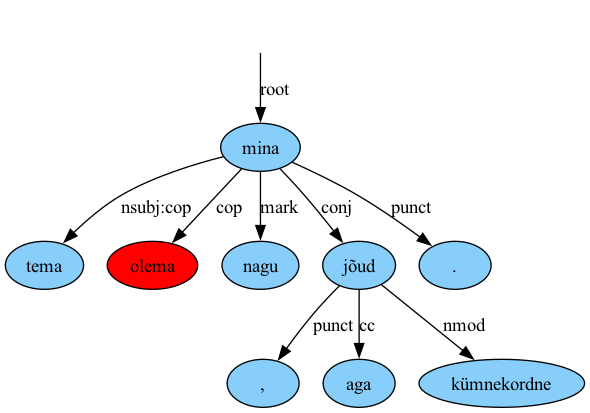 root
mina
nsubj:cop cop mark conj punct
tema olema nagu jõud .
punct cc nmod
, aga kümnekordne